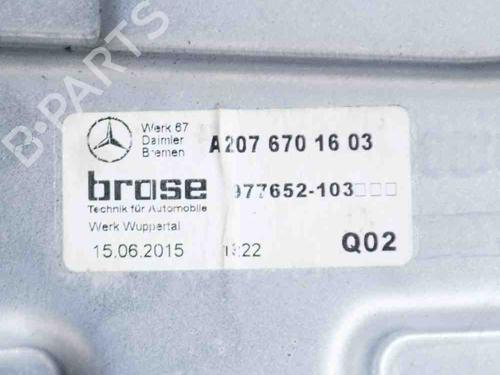 Werk 67
Daimler
Bremen
A207 670 16 03
brose
977652-103□□□
Technik für Automobile
Werk Wuppertal
15.06.2015
Q02
B-Parts